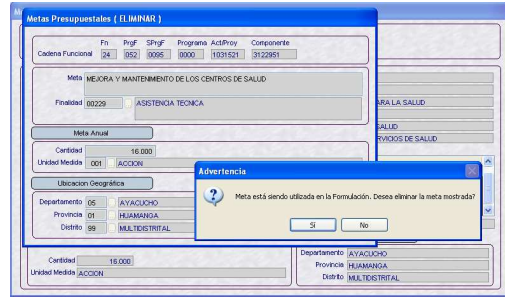 Metas Presupuestales ( ELIMINAR )
Fn PrgF SPrgF Programa Act/Proy Componente
Cadena Funcional 24 052 0095 0000 1031521 3122951
Meta MEJORA Y MANTENIMIENTO DE LOS CENTROS DE SALUD
Finalidad 00229 ASISTENCIA TECNICA
ARA LA SALUD
Meta Anual
SALUD
RVICIOS DE SALUD
Cantidad 16.000
Unidad Medida 001 ACCION
Advertencia
Ubicacion Geográfica
Meta está siendo utilizada en la Formulación. Desea eliminar la meta mostrada?
Departamento 05 AYACUCHO
Provincia 01 HUAMANGA
Distrito 99 MULTIDISTRITAL
Sí No
Cantidad 16.000
Unidad Medida ACCION
Departamento AYACUCHO
Provincia HUAMANGA
Distrito MULTIDISTRITAL